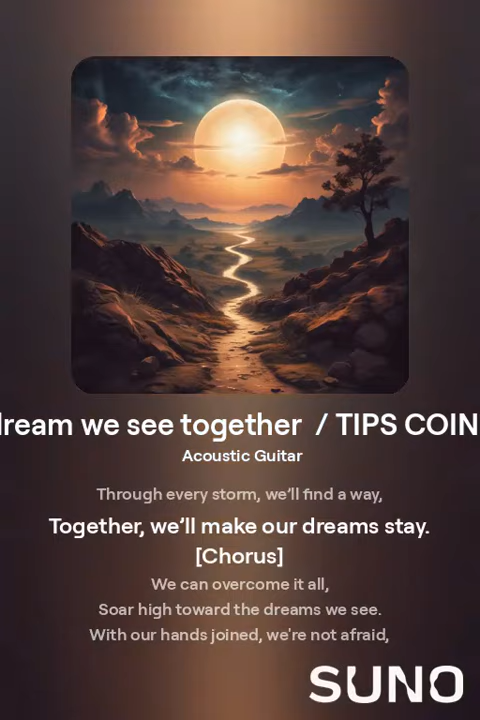 dream we see together / TIPS COIN
Acoustic Guitar
Through every storm, we’ll find a way,
Together, we’ll make our dreams stay.
[Chorus]
We can overcome it all,
Soar high toward the dreams we see.
With our hands joined, we're not afraid,
SUNO